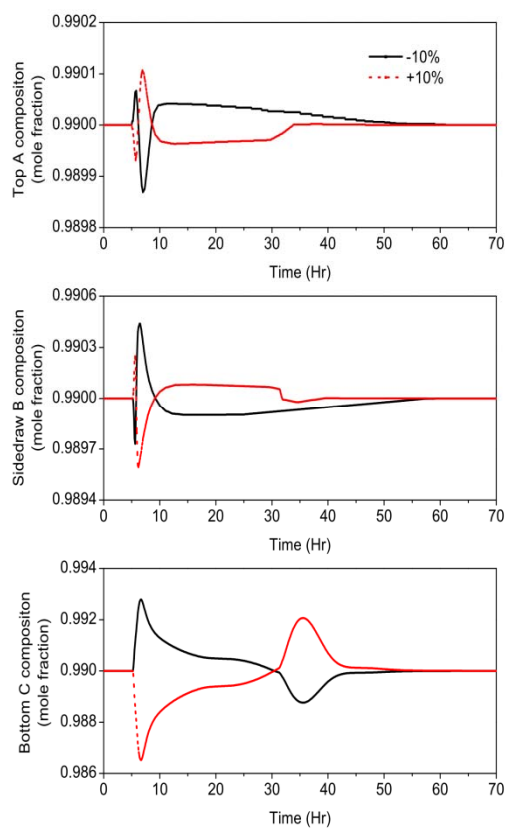 0.9902
0.9901
0.9900
0.9899
0.9898
Top A compositon
(mole fraction)
-10%
+10%
0 10 20 30 40 50 60 70
Time (Hr)
0.9906
0.9903
0.9900
0.9897
0.9894
Sidedraw B compositon
(mole fraction)
0 10 20 30 40 50 60 70
Time (Hr)
0.994
0.992
0.990
0.988
0.986
Bottom C compositon
(mole fraction)
0 10 20 30 40 50 60 70
Time (Hr)